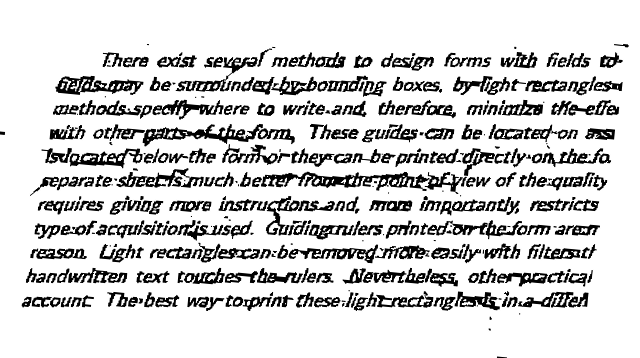 There exist several methods to design forms with fields to
fields may be surrounded by bounding boxes, by light rectangles
methods specify where to write and, therefore, minimize the effe
with other parts of the form. These guides can be located on
is located below the form or they can be printed directly on the fo
separate sheet is much better from the point of view of the quality
requires giving more instructions and, more importantly, restricts
type of acquisition is used. Guiding rulers printed on the form are
reason. Light rectangles can be removed more easily with filters
handwritten text touches the rulers. Nevertheless, other practical
account. The best way to print these light rectangles is in a differ